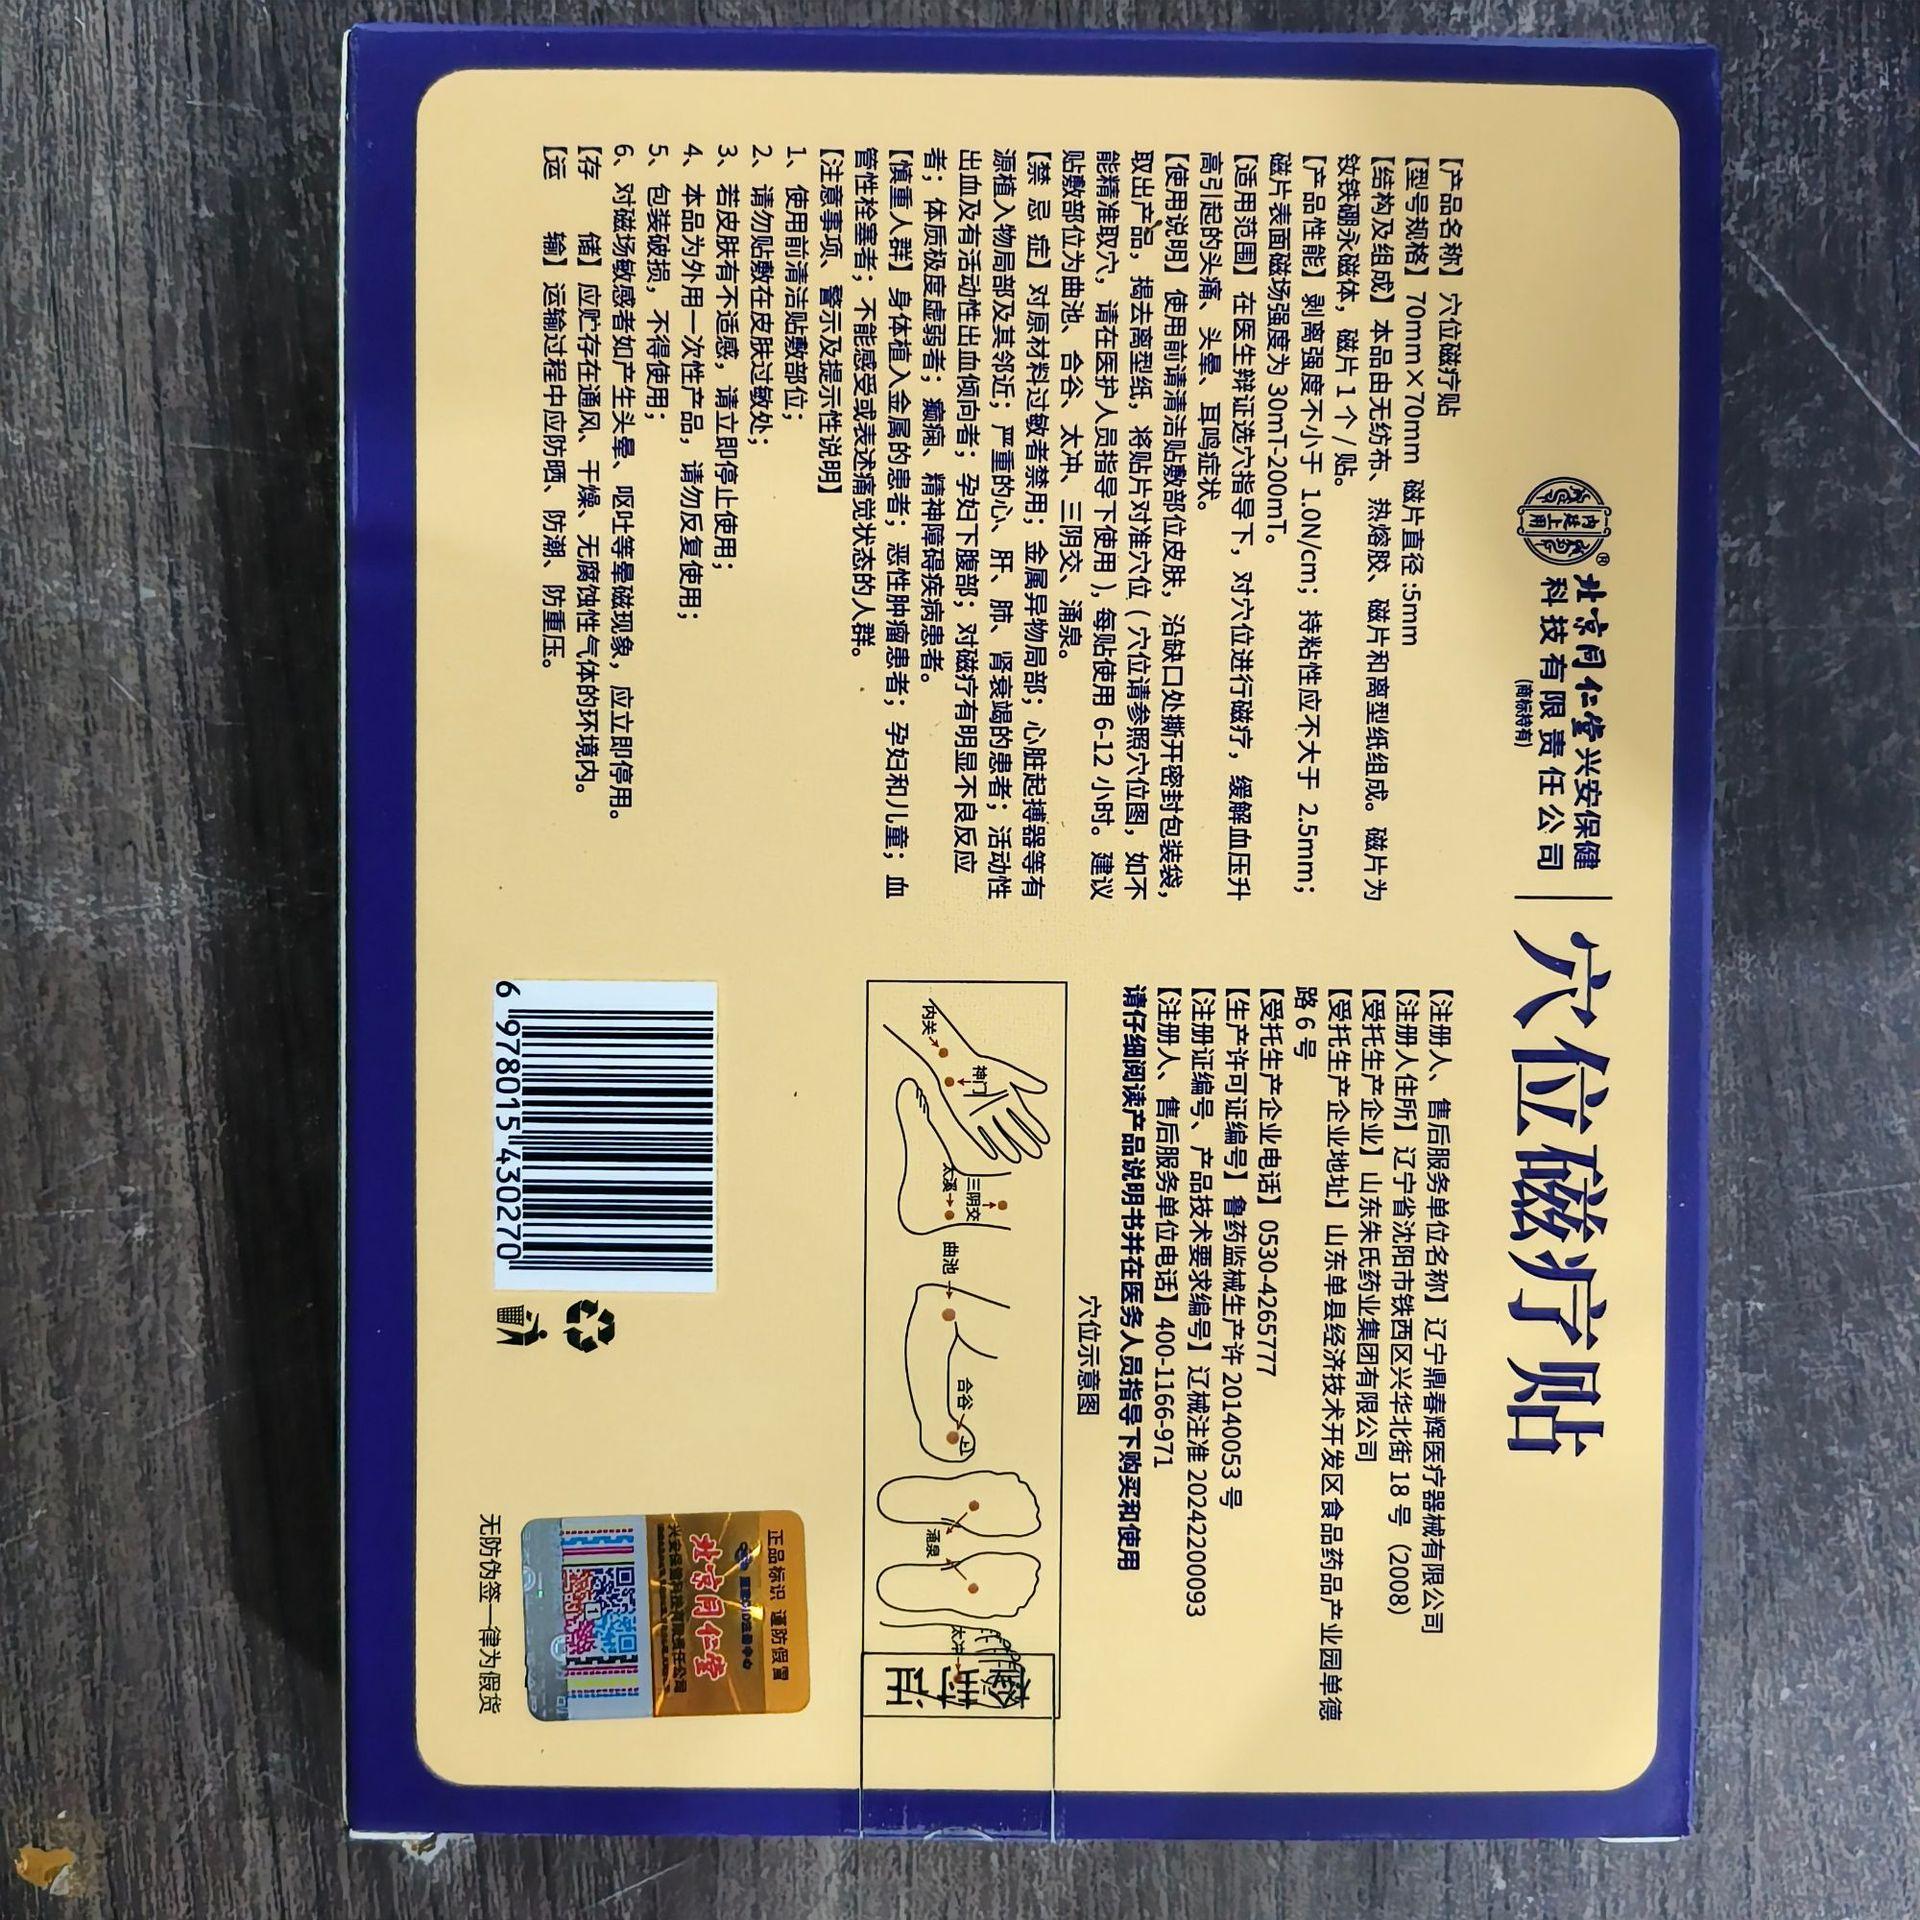 内廷上用
®
北京同仁堂兴安保健
科技有限责任公司
(商标持有)
穴位磁疗贴
【产品名称】穴位磁疗贴
【型号规格】70mm×70mm 磁片直径:5mm
【结构及组成】本品由无纺布、热熔胶、磁片和离型纸组成。磁片为
钕铁硼永磁体，磁片 1 个 / 贴。
【产品性能】剥离强度不小于 1.0N/cm；持粘性应不大于 2.5mm；
磁片表面磁场强度为 30mT-200mT。
【适用范围】在医生辩证选穴指导下，对穴位进行磁疗，缓解血压升
高引起的头痛、头晕、耳鸣症状。
【使用说明】使用前请清洁贴敷部位皮肤，沿缺口处撕开密封包装袋，
取出产品，揭去离型纸，将贴片对准穴位 ( 穴位请参照穴位图，如不
能精准取穴，请在医护人员指导下使用 ), 每贴使用 6-12 小时。建议
贴敷部位为曲池、合谷、太冲、三阴交、涌泉。
【禁 忌 症】对原材料过敏者禁用；金属异物局部；心脏起搏器等有
源植入物局部及其邻近；严重的心、肝、肺、肾衰竭的患者；活动性
出血及有活动性出血倾向者；孕妇下腹部；对磁疗有明显不良反应
者；体质极度虚弱者；癫痫、精神障碍疾病患者。
【慎重人群】身体植入金属的患者；恶性肿瘤患者；孕妇和儿童；血
管性栓塞者；不能感受或表述痛觉状态的人群。
【注意事项、警示及提示性说明】
1、使用前清洁贴敷部位；
2、请勿贴敷在皮肤过敏处；
3、若皮肤有不适感，请立即停止使用；
4、本品为外用一次性产品，请勿反复使用；
5、包装破损，不得使用；
6、对磁场敏感者如产生头晕、呕吐等晕磁现象，应立即停用。
【存 储】应贮存在通风、干燥、无腐蚀性气体的环境内。
【运 输】运输过程中应防晒、防潮、防重压。
【注册人、售后服务单位名称】辽宁鼎春辉医疗器械有限公司
【注册人住所】辽宁省沈阳市铁西区兴华北街 18 号（2008）
【受托生产企业】山东朱氏药业集团有限公司
【受托生产企业地址】山东单县经济技术开发区食品药品产业园单德
路 6 号
【受托生产企业电话】0530-4265777
【生产许可证编号】鲁药监械生产许 20140053 号
【注册证编号、产品技术要求编号】辽械注准 20242200093
【注册人、售后服务单位电话】400-1166-971
请仔细阅读产品说明书并在医务人员指导下购买和使用
穴位示意图
内关
神门
三阴交
太溪
曲池
合谷
涌泉
太冲
6 978015 430270
正品标识 谨防假冒
北京同仁堂
兴安保健科技有限责任公司
无防伪签一律为假货